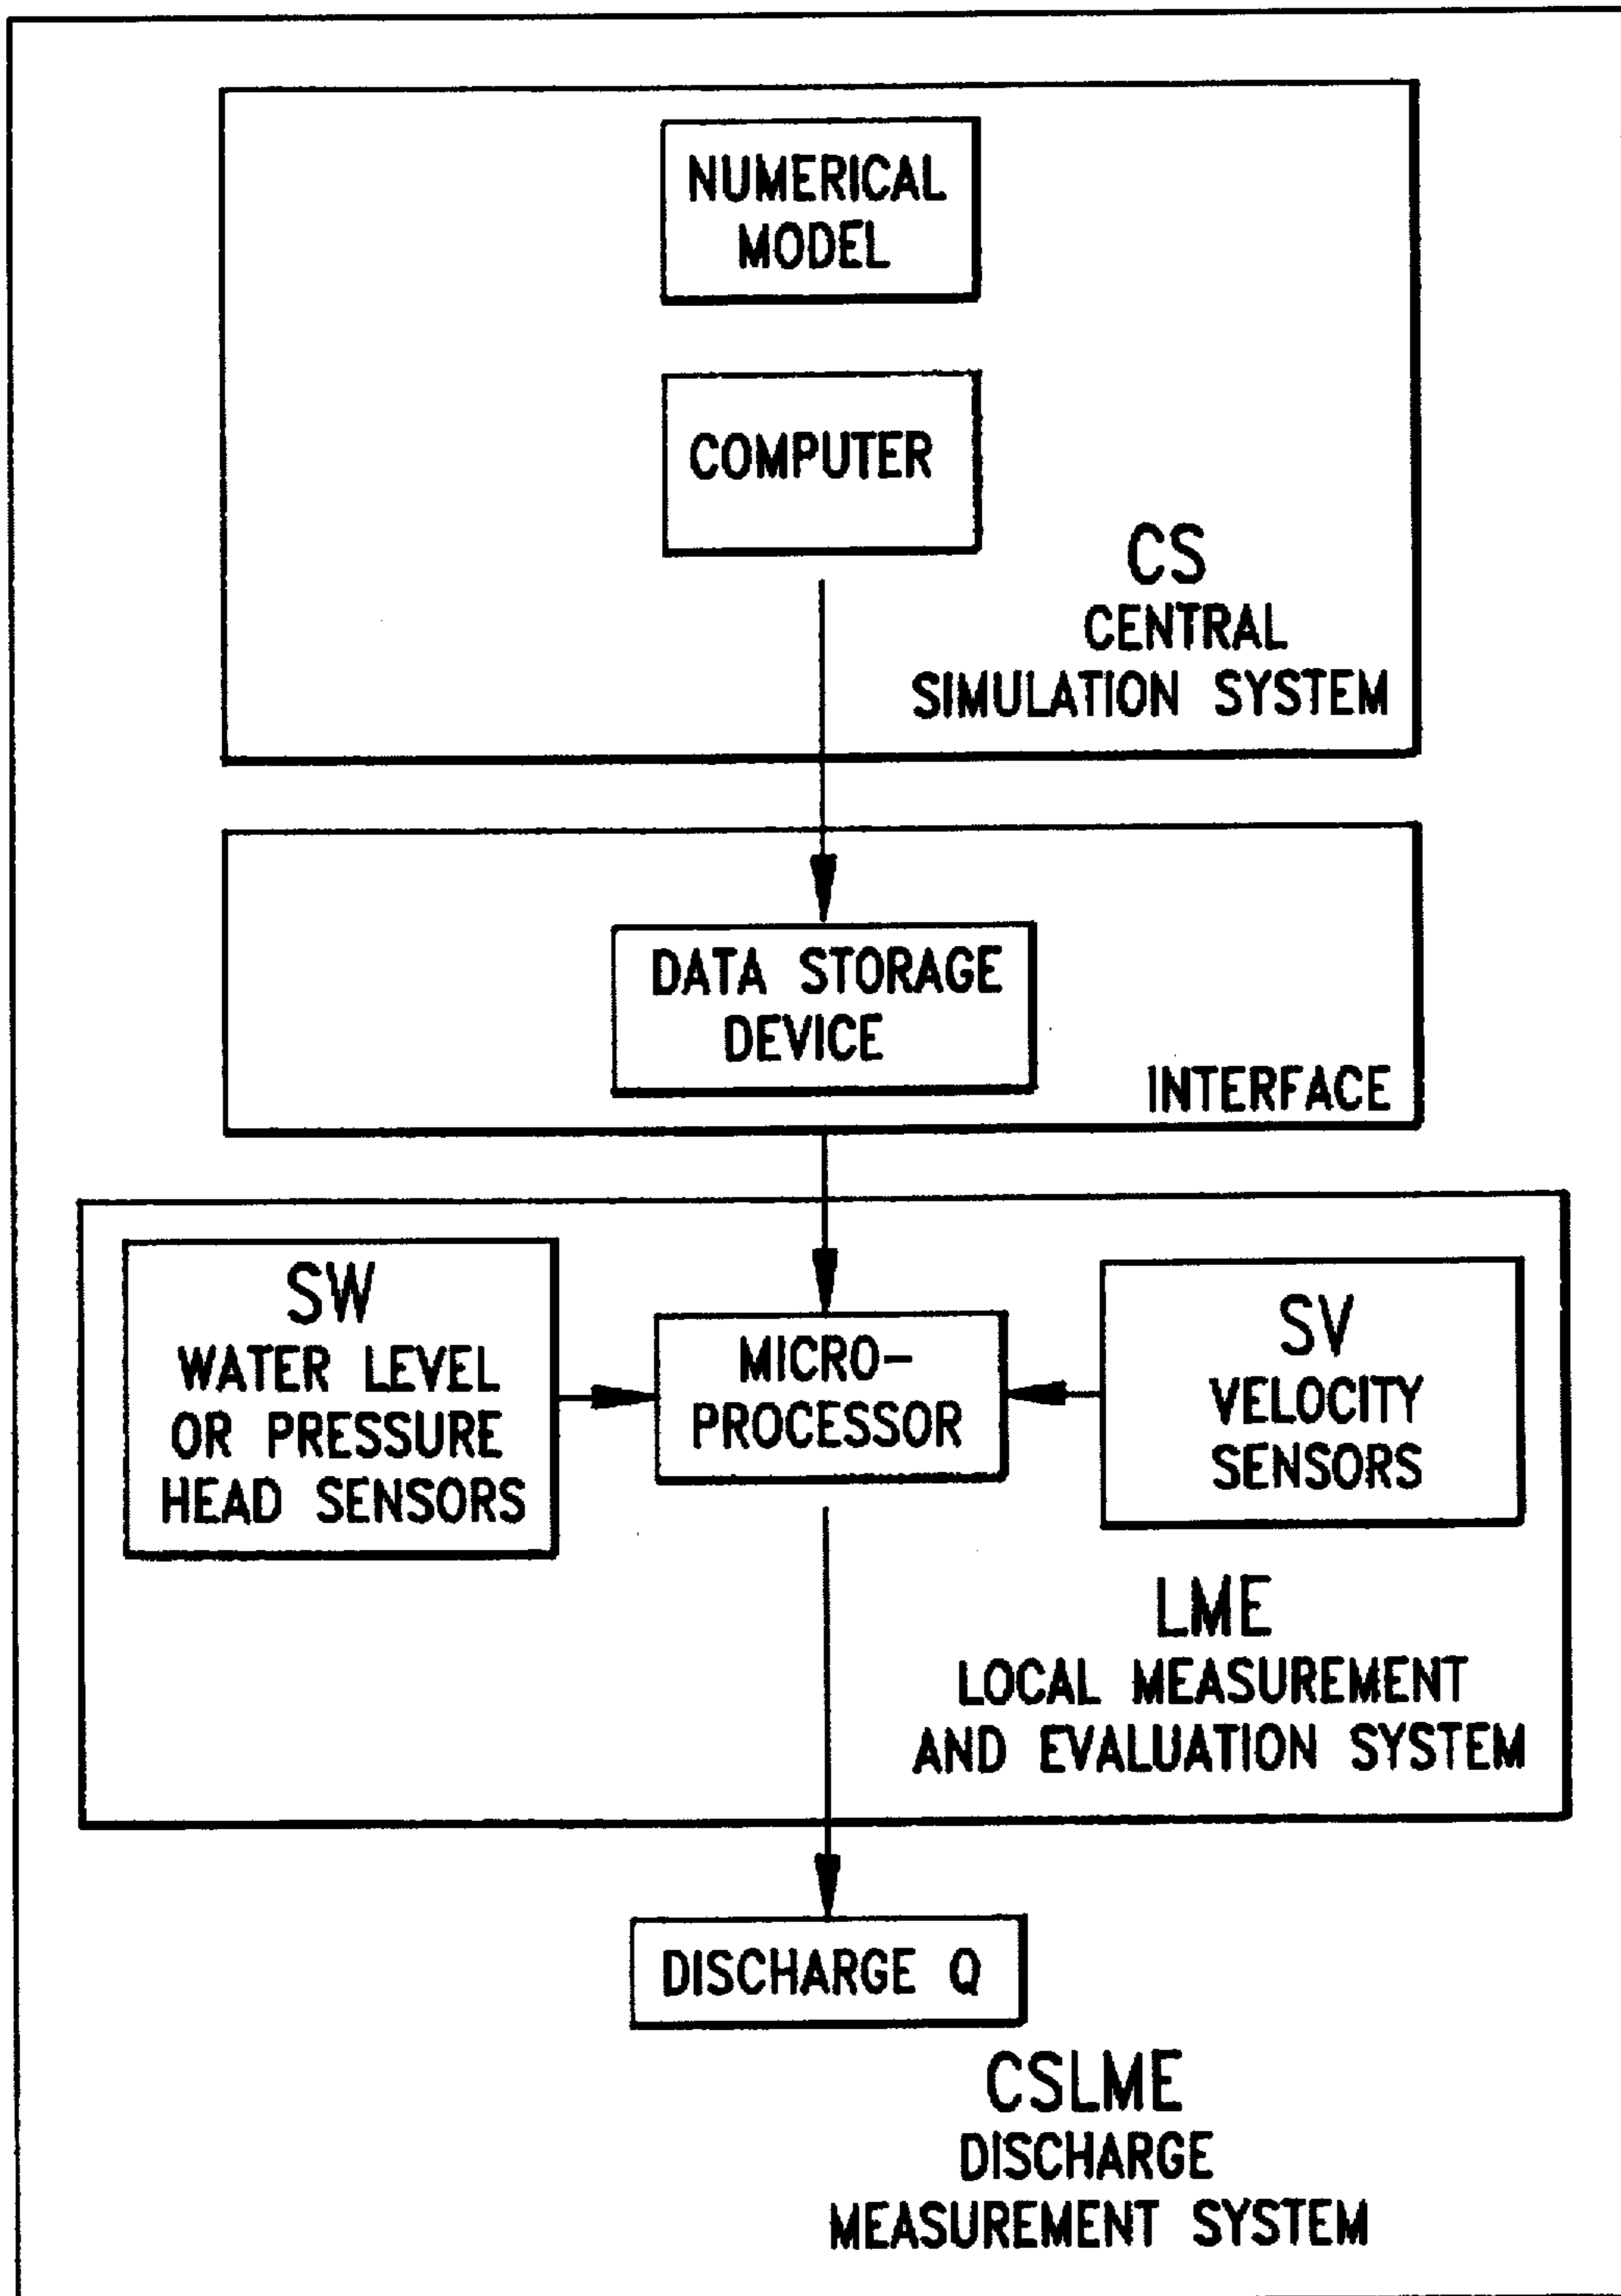 NUMERICAL
MODEL
COMPUTER
CS
CENTRAL
SIMULATION SYSTEM
DATA STORAGE
DEVICE
INTERFACE
SW
WATER LEVEL
OR PRESSURE
HEAD SENSORS
MICRO-
PROCESSOR
SV
VELOCITY
SENSORS
LME
LOCAL MEASUREMENT
AND EVALUATION SYSTEM
DISCHARGE Q
CSLME
DISCHARGE
MEASUREMENT SYSTEM